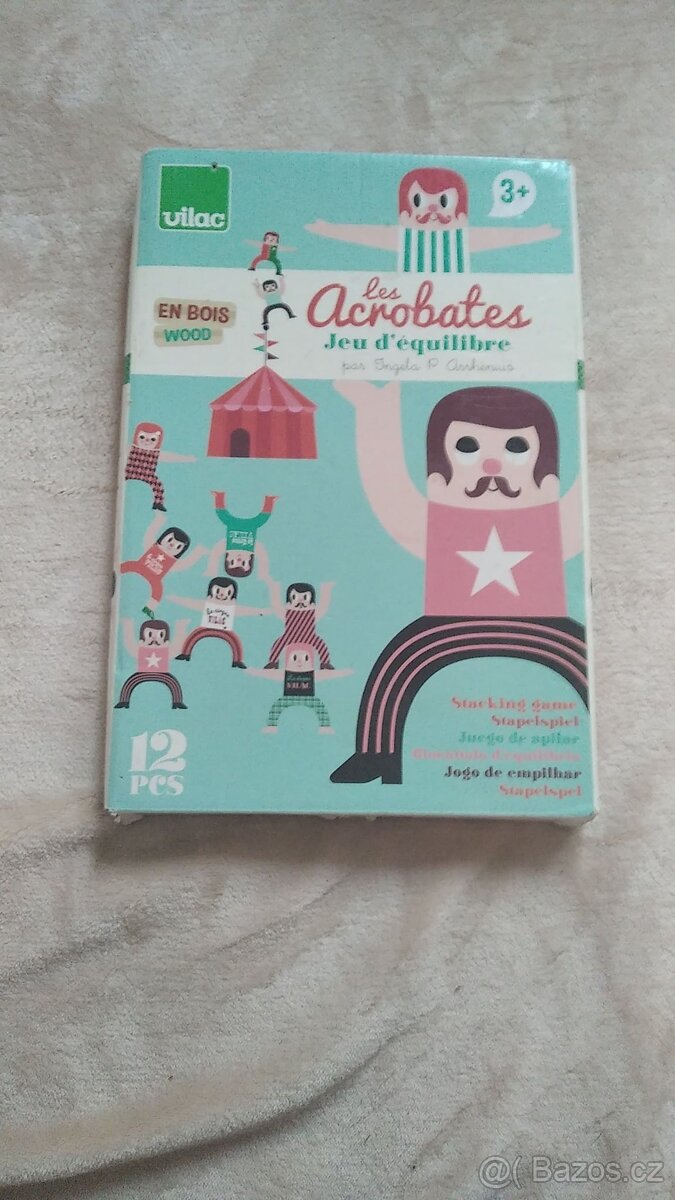 vilac
3+
EN BOIS
WOOD
les
Acrobates
Jeu d'équilibre
par Ingela P. Arrhenius
VILAC
12
PCS
Stacking game
Stapelspiel
Juego de apilar
Jogo de empilhar
Stapelspel
@( Bazos.cz